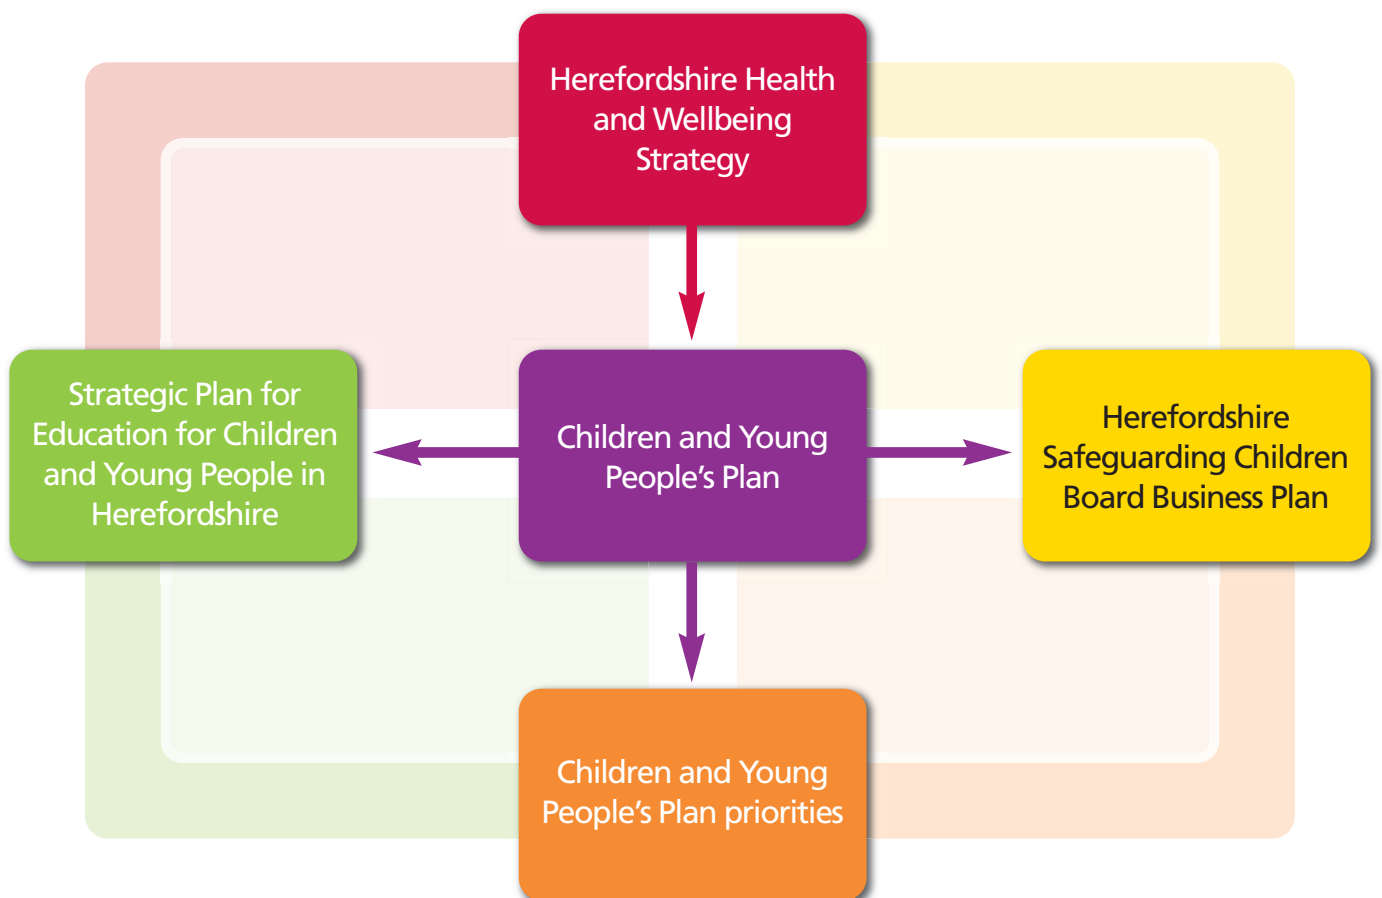 Herefordshire Health
and Wellbeing
Strategy
Strategic Plan for
Education for Children
and Young People in
Herefordshire
Children and Young
People’s Plan
Herefordshire
Safeguarding Children
Board Business Plan
Children and Young
People’s Plan priorities